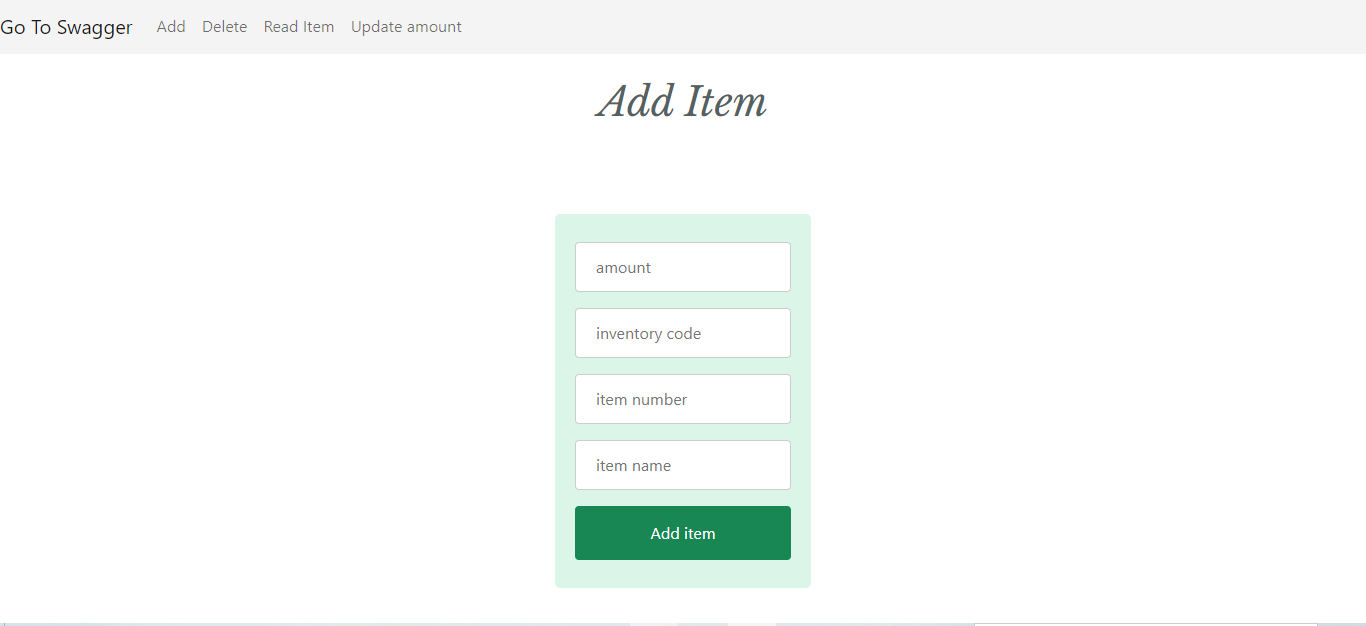 Go To Swagger Add Delete Read Item Update amount
Add Item
amount
inventory code
item number
item name
Add item